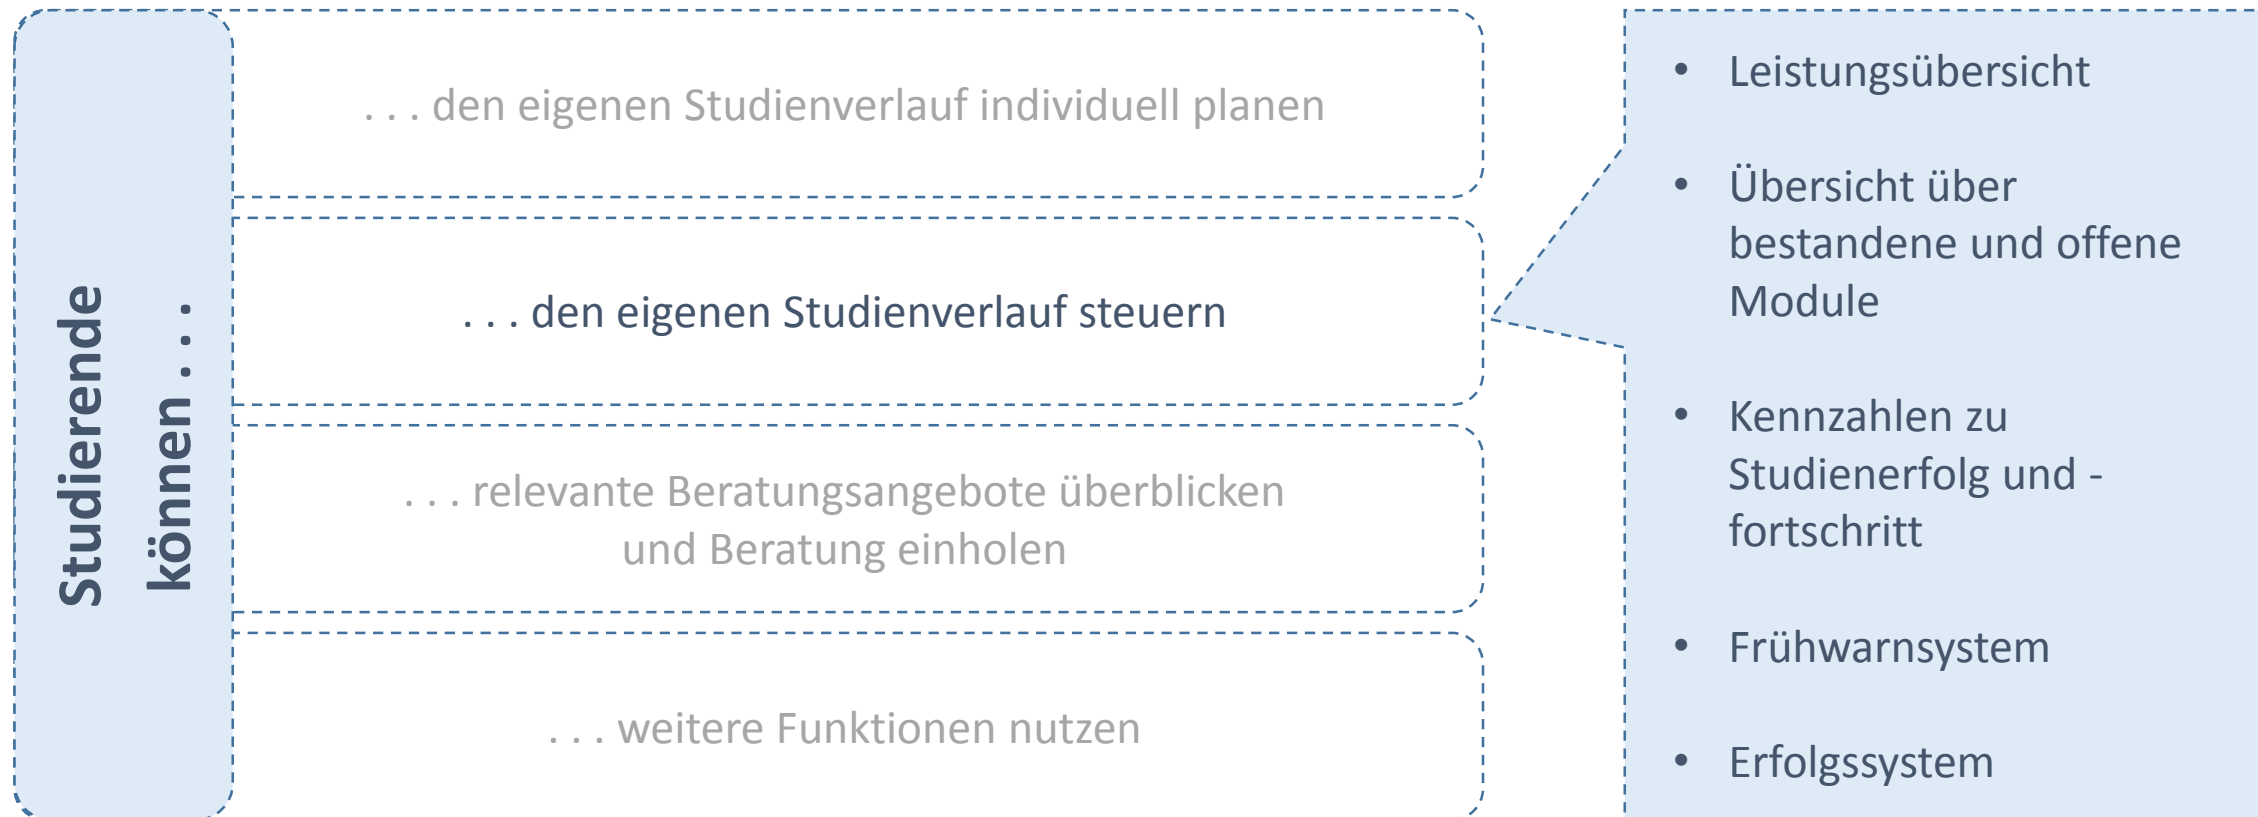 Studierende
können . . .
. . . den eigenen Studienverlauf individuell planen
. . . den eigenen Studienverlauf steuern
. . . relevante Beratungsangebote überblicken
und Beratung einholen
. . . weitere Funktionen nutzen
• Leistungsübersicht
• Übersicht über
bestandene und offene
Module
• Kennzahlen zu
Studienerfolg und -
fortschritt
• Frühwarnsystem
• Erfolgssystem